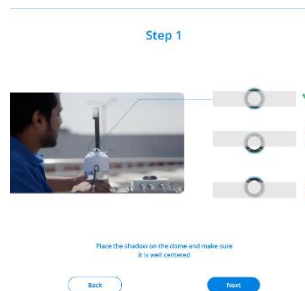 Step 1
Place the shadow on the dome and make sure
it is well centered
Back
Next